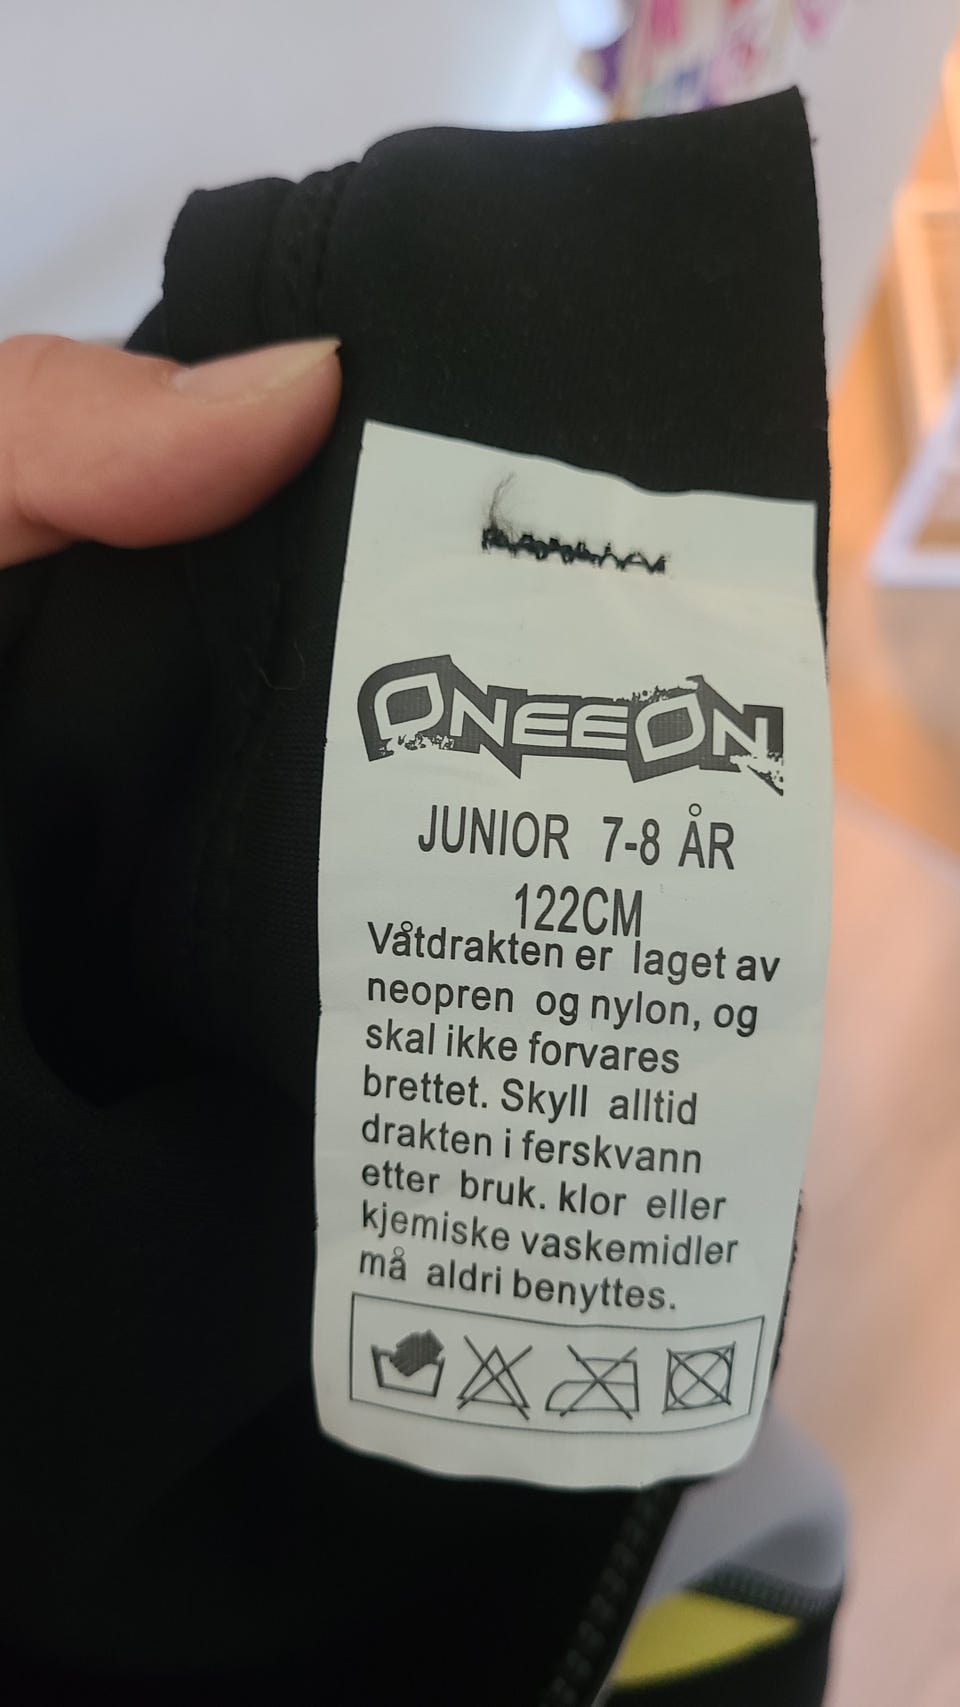 ONEEON
JUNIOR 7-8 ÅR
122CM
Våtdrakten er laget av
neopren og nylon, og
skal ikke forvares
brettet. Skyll alltid
drakten i ferskvann
etter bruk. klor eller
kjemiske vaskemidler
må aldri benyttes.